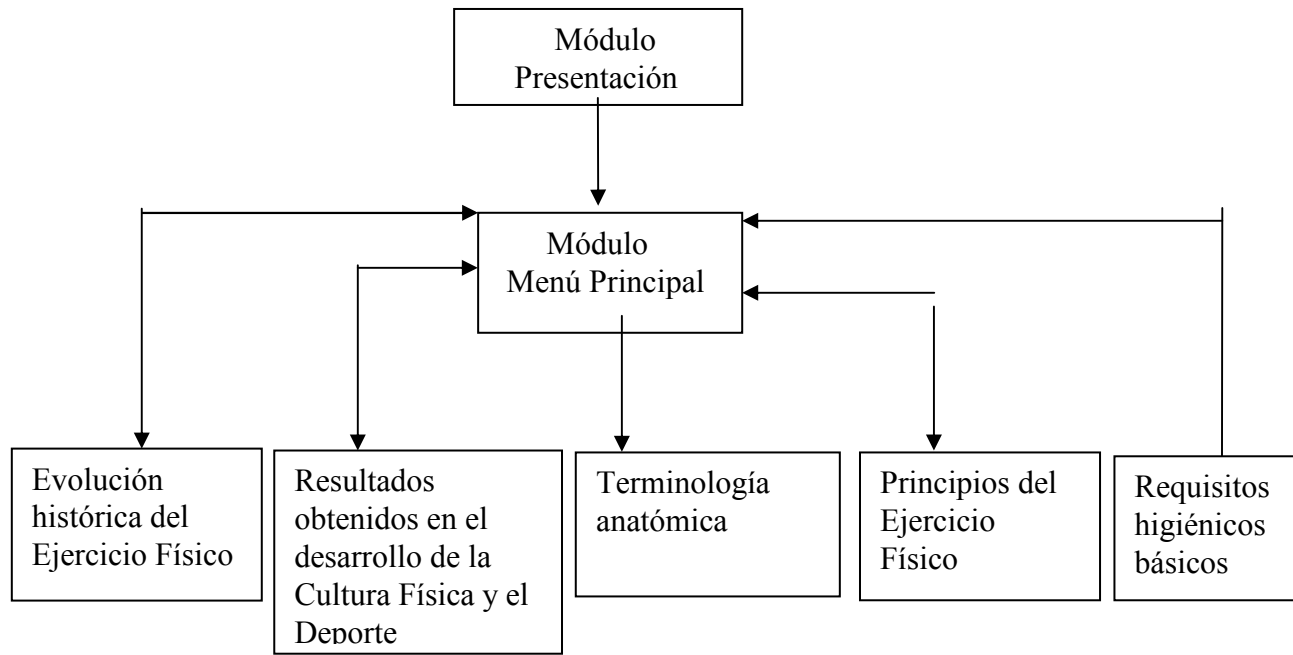 Módulo
Presentación
Módulo
Menú Principal
Evolución
histórica del
Ejercicio Físico
Resultados
obtenidos en el
desarrollo de la
Cultura Física y el
Deporte
Terminología
anatómica
Principios del
Ejercicio
Físico
Requisitos
higiénicos
básicos